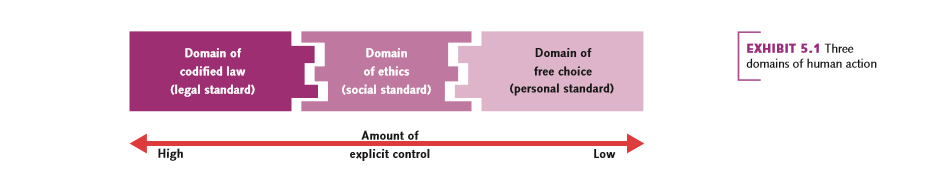 Domain of
codified law
(legal standard)
Domain
of ethics
(social standard)
Domain of
free choice
(personal standard)
EXHIBIT 5.1 Three
domains of human action
Amount of
explicit control
High
Low